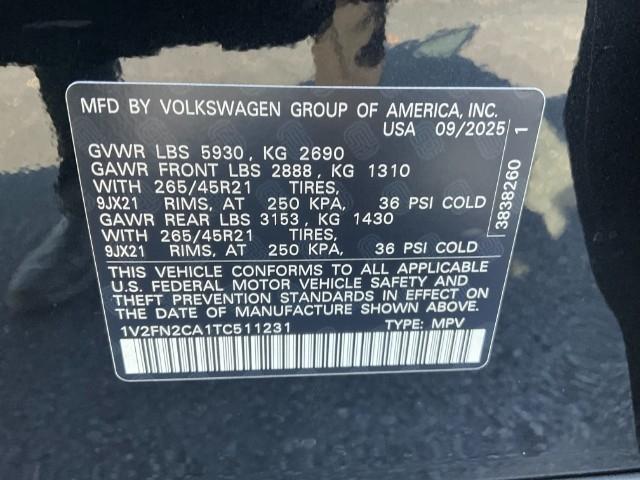 MFD BY VOLKSWAGEN GROUP OF AMERICA, INC.
USA 09/2025
GVWR LBS 5930, KG 2690
GAWR FRONT LBS 2888, KG 1310
WITH 265/45R21 TIRES,
9JX21 RIMS, AT 250 KPA, 36 PSI COLD
GAWR REAR LBS 3153, KG 1430
WITH 265/45R21 TIRES,
9JX21 RIMS, AT 250 KPA, 36 PSI COLD
THIS VEHICLE CONFORMS TO ALL APPLICABLE
U.S. FEDERAL MOTOR VEHICLE SAFETY AND
THEFT PREVENTION STANDARDS IN EFFECT ON
THE DATE OF MANUFACTURE SHOWN ABOVE.
1V2FN2CA1TC511231 TYPE: MPV
3838260 1